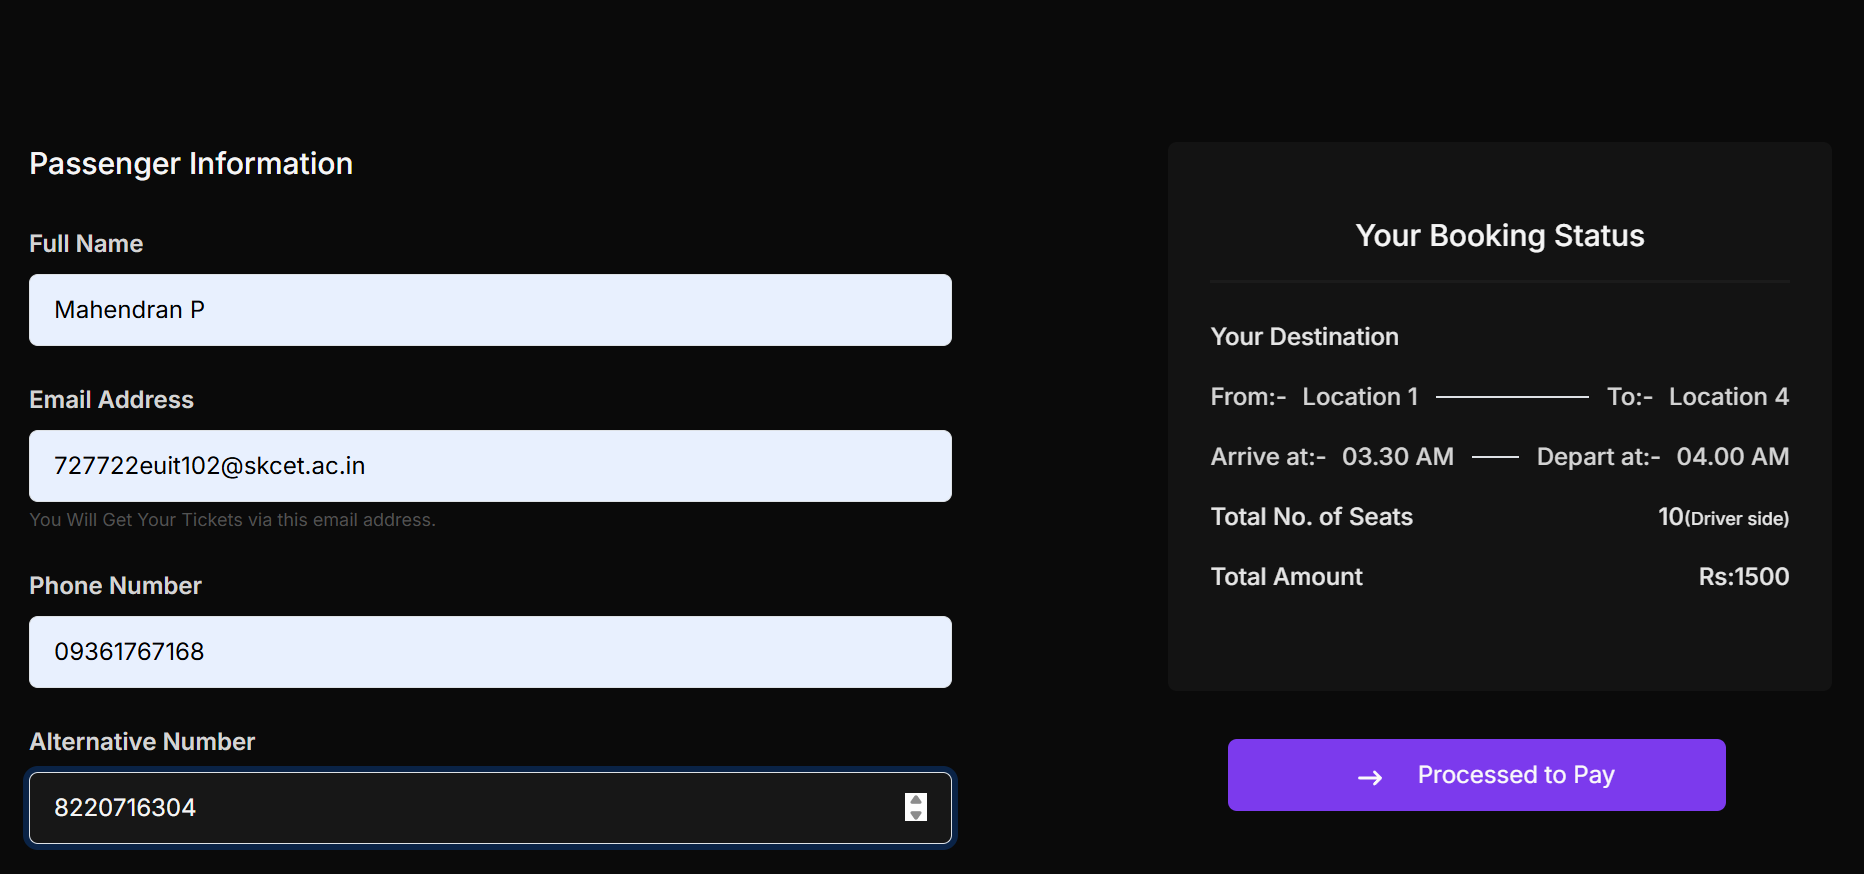 Passenger Information
Full Name
Mahendran P
Email Address
727722euit102@skcet.ac.in
You Will Get Your Tickets via this email address.
Phone Number
09361767168
Alternative Number
8220716304
Your Booking Status
Your Destination
From:- Location 1 To:- Location 4
Arrive at:- 03.30 AM Depart at:- 04.00 AM
Total No. of Seats 10(Driver side)
Total Amount Rs:1500
Processed to Pay